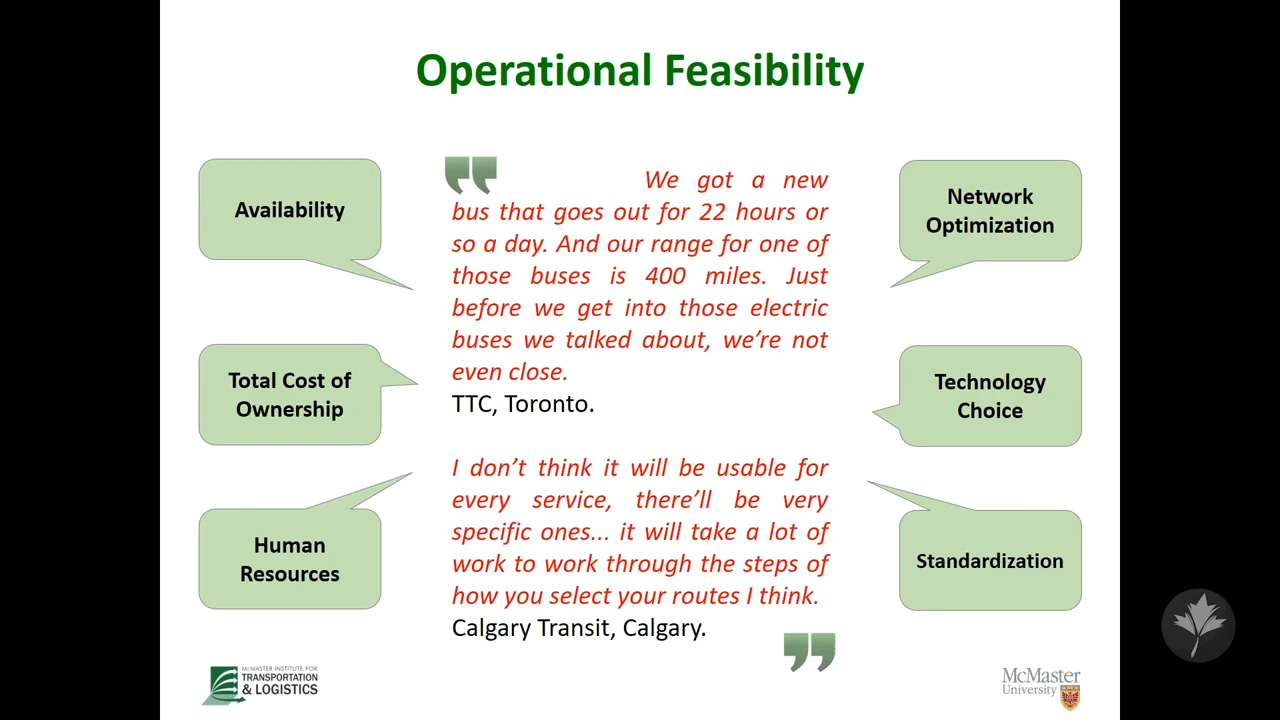 Operational Feasibility
Availability
Total Cost of
Ownership
Human
Resources
We got a new
bus that goes out for 22 hours or
so a day. And our range for one of
those buses is 400 miles. Just
before we get into those electric
buses we talked about, we’re not
even close.
TTC, Toronto.
I don’t think it will be usable for
every service, there’ll be very
specific ones... it will take a lot of
work to work through the steps of
how you select your routes I think.
Calgary Transit, Calgary.
Network
Optimization
Technology
Choice
Standardization
McMASTER INSTITUTE FOR
TRANSPORTATION
& LOGISTICS
McMaster
University